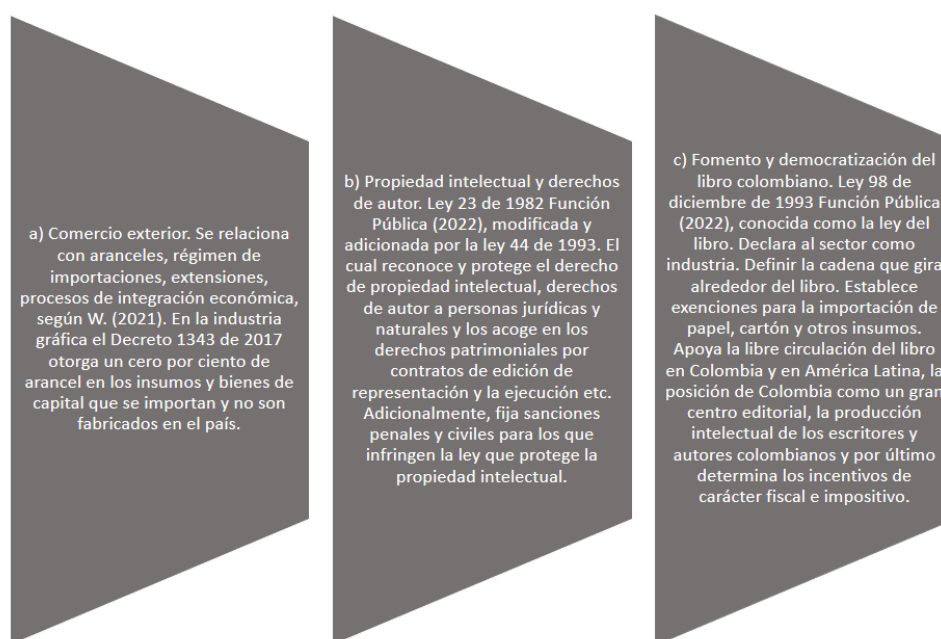 a) Comercio exterior. Se relaciona
con aranceles, régimen de
importaciones, extensiones,
procesos de integración económica,
según W. (2021). En la industria
gráfica el Decreto 1343 de 2017
otorga un cero por ciento de
arancel en los insumos y bienes de
capital que se importan y no son
fabricados en el país.
b) Propiedad intelectual y derechos
de autor. Ley 23 de 1982 Función
Pública (2022), modificada y
adicionada por la ley 44 de 1993. El
cual reconoce y protege el derecho
de propiedad intelectual, derechos
de autor a personas jurídicas y
naturales y los acoge en los
derechos patrimoniales por
contratos de edición de
representación y la ejecución etc.
Adicionalmente, fija sanciones
penales y civiles para los que
infringen la ley que protege la
propiedad intelectual.
c) Fomento y democratización del
libro colombiano. Ley 98 de
diciembre de 1993 Función Pública
(2022), conocida como la ley del
libro. Declara al sector como
industria. Definir la cadena que gira
alrededor del libro. Establece
exenciones para la importación de
papel, cartón y otros insumos.
Apoya la libre circulación del libro
en Colombia y en América Latina, la
posición de Colombia como un gran
centro editorial, la producción
intelectual de los escritores y
autores colombianos y por último
determina los incentivos de
carácter fiscal e impositivo.